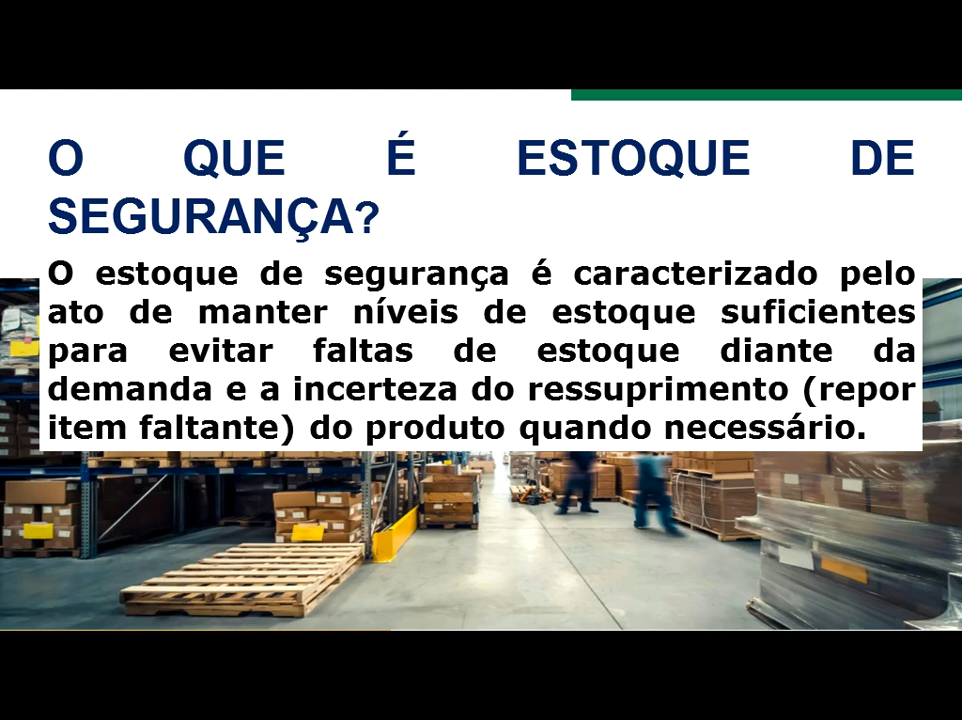 O QUE É ESTOQUE DE
SEGURANÇA?
O estoque de segurança é caracterizado pelo
ato de manter níveis de estoque suficientes
para evitar faltas de estoque diante da
demanda e a incerteza do ressuprimento (repor
item faltante) do produto quando necessário.